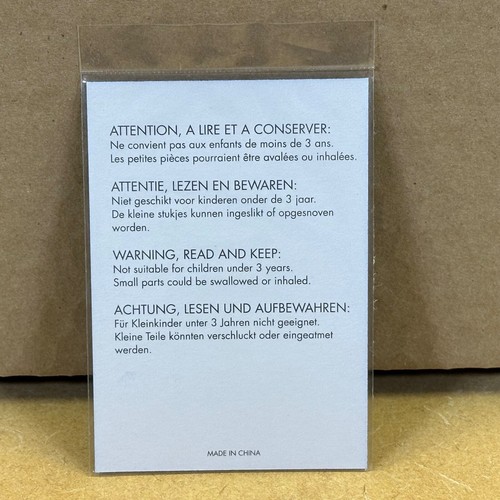 ATTENTION, A LIRE ET A CONSERVER:
Ne convient pas aux enfants de moins de 3 ans.
Les petites pièces pourraient être avalées ou inhalées.
ATTENTIE, LEZEN EN BEWAREN:
Niet geschikt voor kinderen onder de 3 jaar.
De kleine stukjes kunnen ingeslikt of opgesnoven
worden.
WARNING, READ AND KEEP:
Not suitable for children under 3 years.
Small parts could be swallowed or inhaled.
ACHTUNG, LESEN UND AUFBEWAHREN:
Für Kleinkinder unter 3 Jahren nicht geeignet.
Kleine Teile könnten verschluckt oder eingeatmet
werden.
MADE IN CHINA